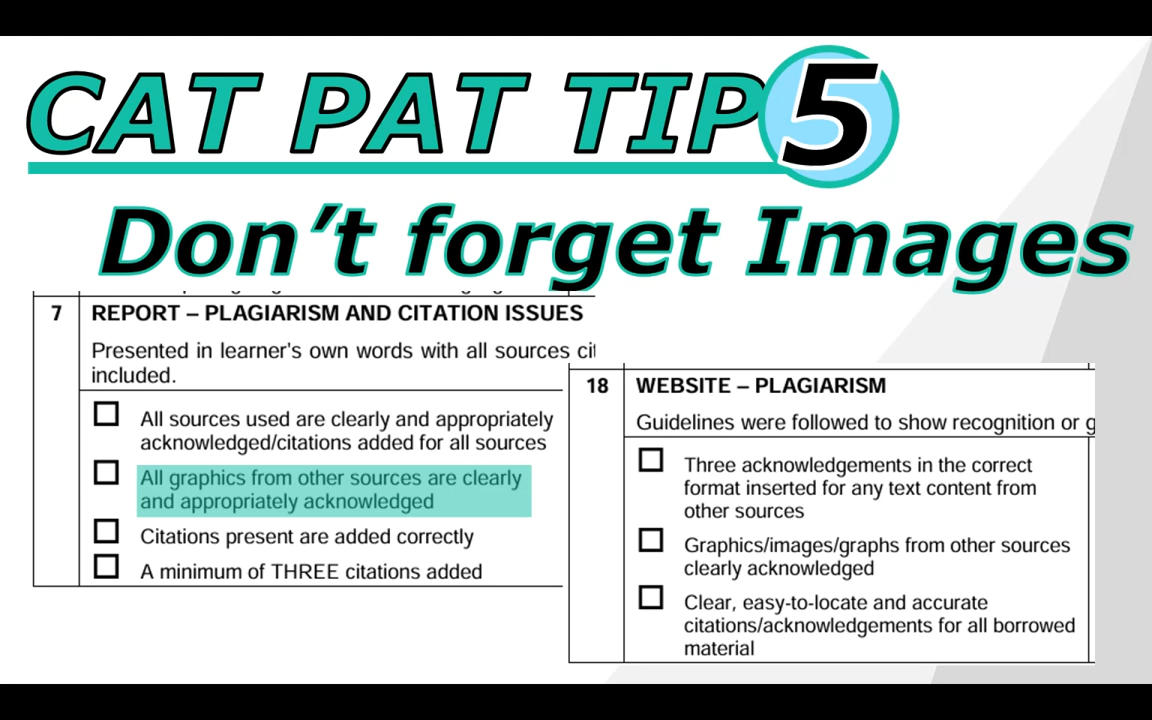 CAT PAT TIP 5
Don't forget Images
7 REPORT – PLAGIARISM AND CITATION ISSUES
Presented in learner's own words with all sources
included.
All sources used are clearly and appropriately
acknowledged/citations added for all sources
All graphics from other sources are clearly
and appropriately acknowledged
Citations present are added correctly
A minimum of THREE citations added
18 WEBSITE – PLAGIARISM
Guidelines were followed to show recognition or
Three acknowledgements in the correct
format inserted for any text content from
other sources
Graphics/images/graphs from other sources
clearly acknowledged
Clear, easy-to-locate and accurate
citations/acknowledgements for all borrowed
material